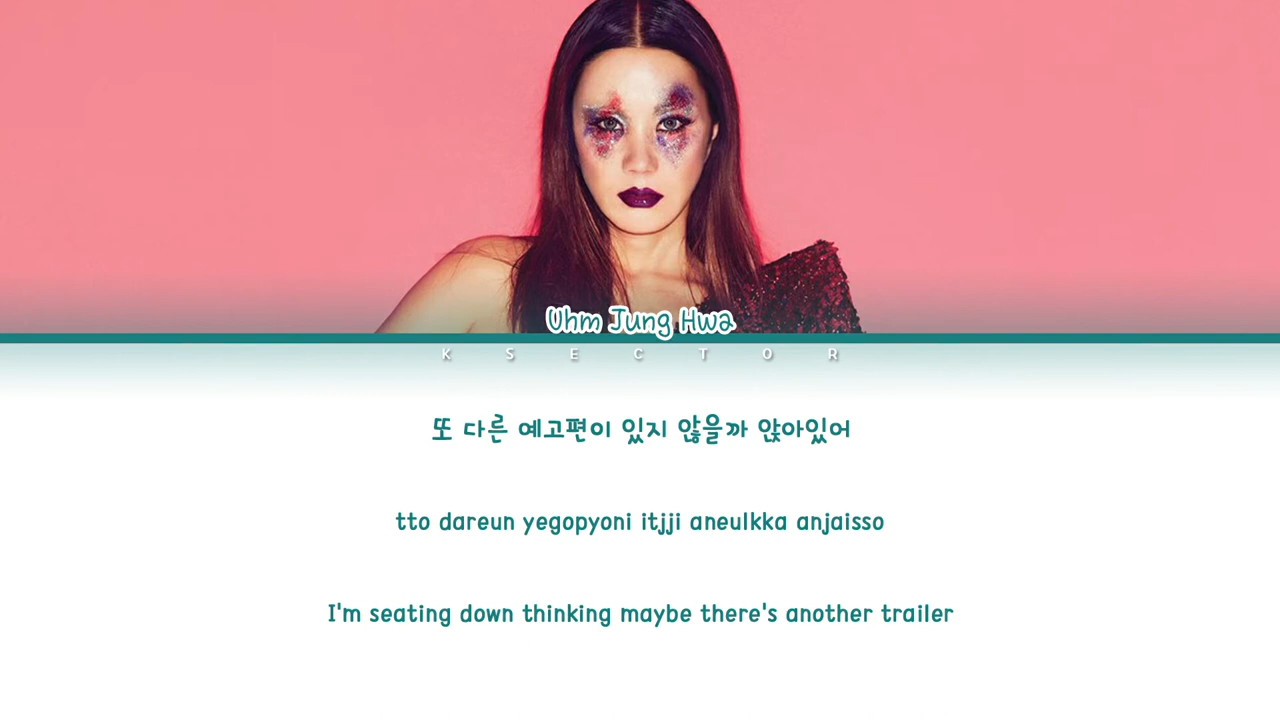 Uhm Jung Hwa
K S E C T O R
또 다른 예고편이 있지 않을까 앉아있어
tto dareun yegopyoni itjji aneulkka anjaisso
I'm seating down thinking maybe there's another trailer